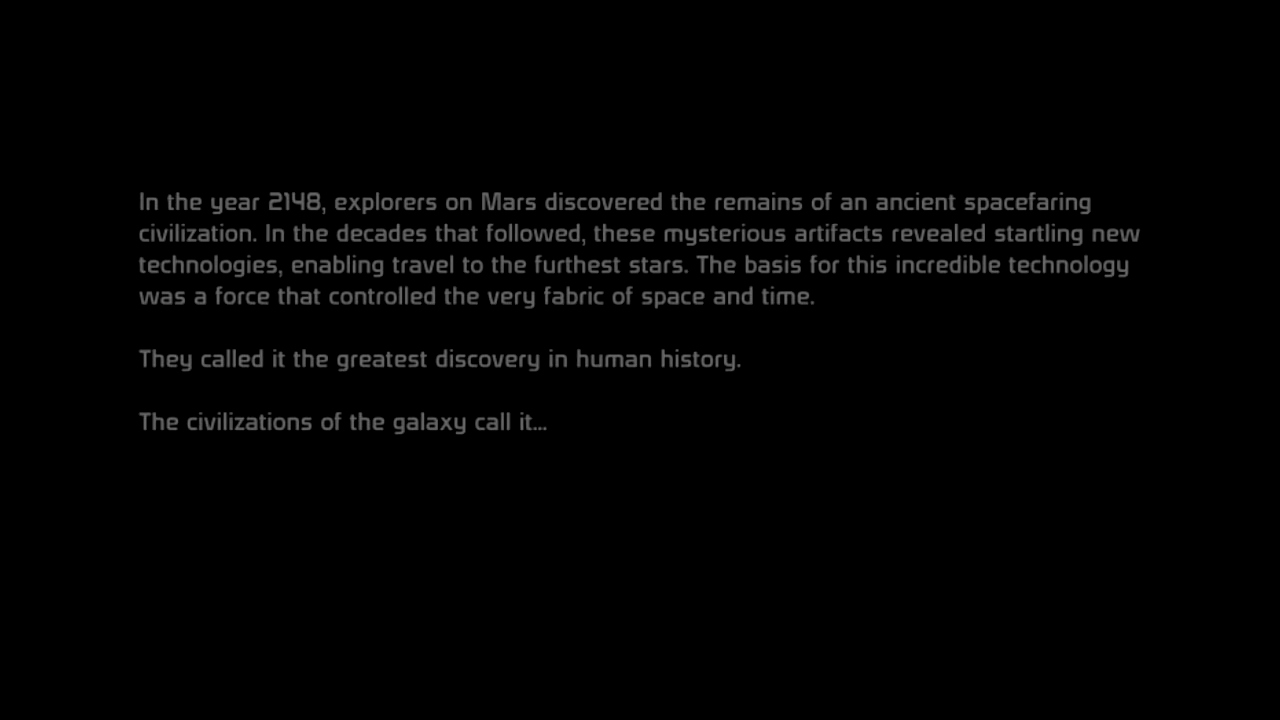 In the year 2148, explorers on Mars discovered the remains of an ancient spacefaring
civilization. In the decades that followed, these mysterious artifacts revealed startling new
technologies, enabling travel to the furthest stars. The basis for this incredible technology
was a force that controlled the very fabric of space and time.
They called it the greatest discovery in human history.
The civilizations of the galaxy call it...